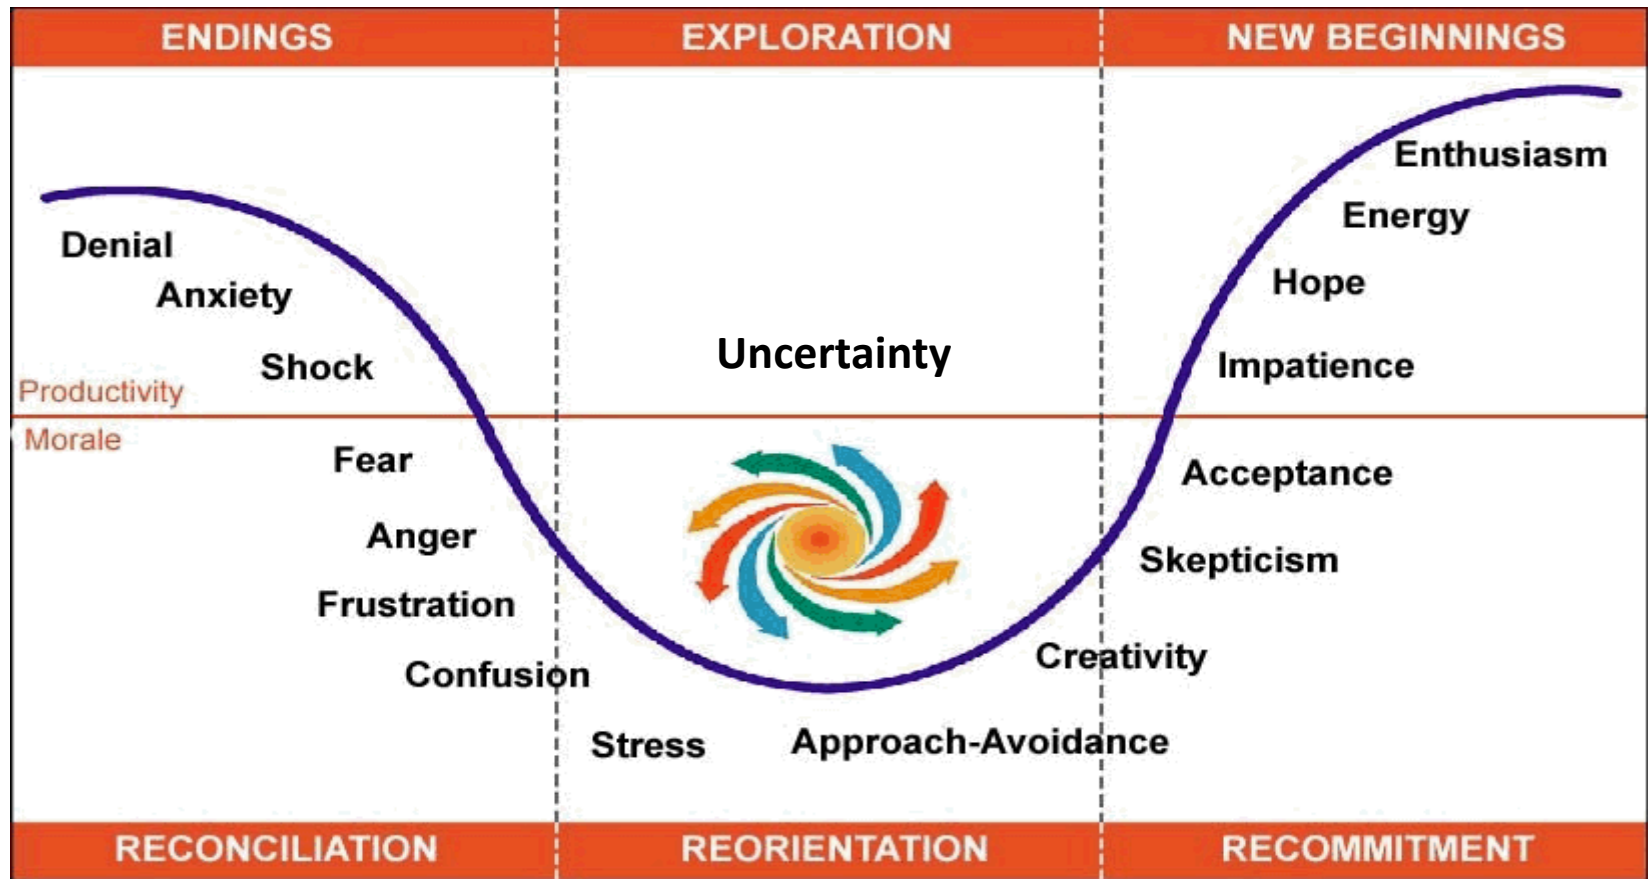 ENDINGS
EXPLORATION
NEW BEGINNINGS
Denial
Anxiety
Shock
Productivity
Morale
Fear
Anger
Frustration
Confusion
Stress
Uncertainty
Approach-Avoidance
Creativity
Skepticism
Acceptance
Impatience
Hope
Energy
Enthusiasm
RECONCILIATION
REORIENTATION
RECOMMITMENT